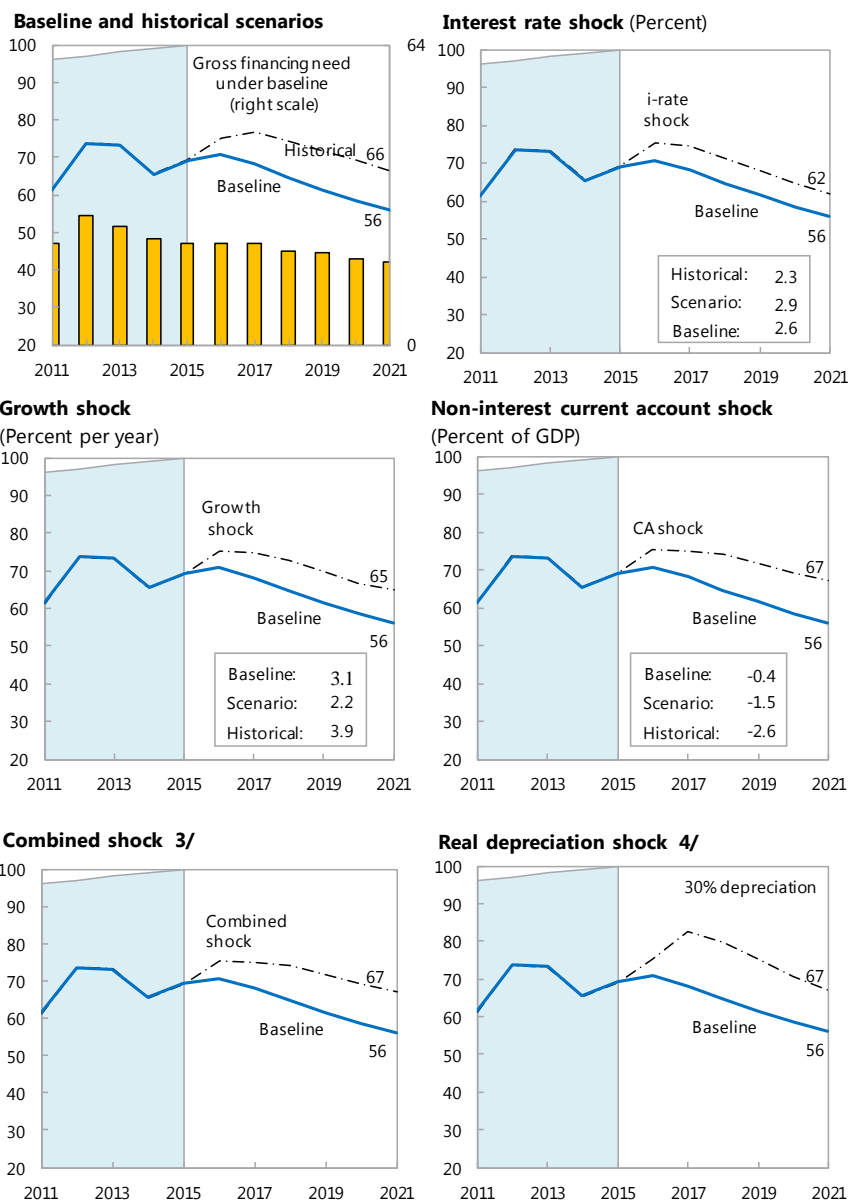 Baseline and historical scenarios
100
90
80
70
60
50
40
30
20
64
0
Gross financing need
under baseline
(right scale)
Historical
66
Baseline
56
2011 2013 2015 2017 2019 2021
Interest rate shock (Percent)
100
90
80
70
60
50
40
30
20
i-rate
shock
62
Baseline
56
Historical: 2.3
Scenario: 2.9
Baseline: 2.6
2011 2013 2015 2017 2019 2021
Growth shock
(Percent per year)
100
90
80
70
60
50
40
30
20
Growth
shock
65
Baseline
56
Baseline: 3.1
Scenario: 2.2
Historical: 3.9
2011 2013 2015 2017 2019 2021
Non-interest current account shock
(Percent of GDP)
100
90
80
70
60
50
40
30
20
CA shock
67
Baseline
56
Baseline: -0.4
Scenario: -1.5
Historical: -2.6
2011 2013 2015 2017 2019 2021
Combined shock 3/
100
90
80
70
60
50
40
30
20
Combined
shock
67
Baseline
56
2011 2013 2015 2017 2019 2021
Real depreciation shock 4/
100
90
80
70
60
50
40
30
20
30% depreciation
67
Baseline
56
2011 2013 2015 2017 2019 2021